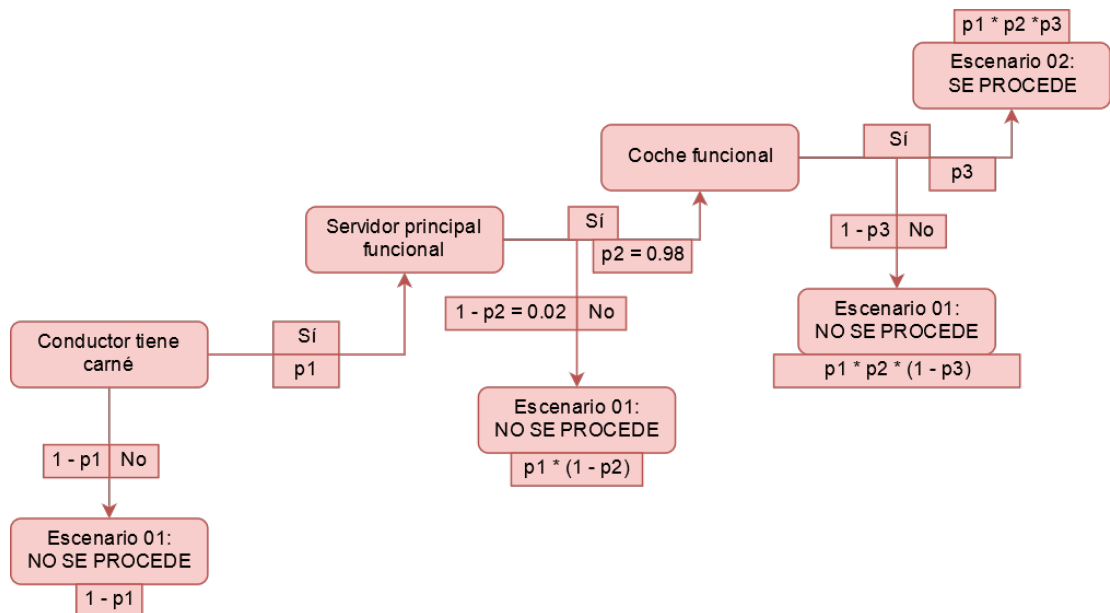 p1 * p2 *p3
Escenario 02:
SE PROCEDE
Coche funcional
Sí
p3
Servidor principal
funcional
Sí
p2 = 0.98
1 - p3
No
1 - p2 = 0.02
No
Escenario 01:
NO SE PROCEDE
p1 * p2 * (1 - p3)
Conductor tiene
carné
Sí
p1
Escenario 01:
NO SE PROCEDE
p1 * (1 - p2)
1 - p1
No
Escenario 01:
NO SE PROCEDE
1 - p1